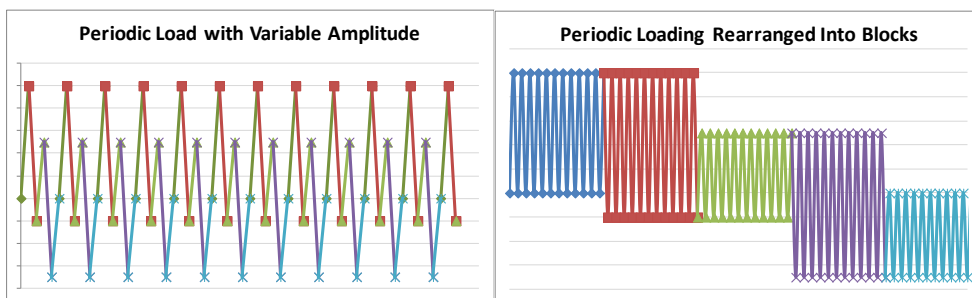 Periodic Load with Variable Amplitude
Periodic Loading Rearranged Into Blocks